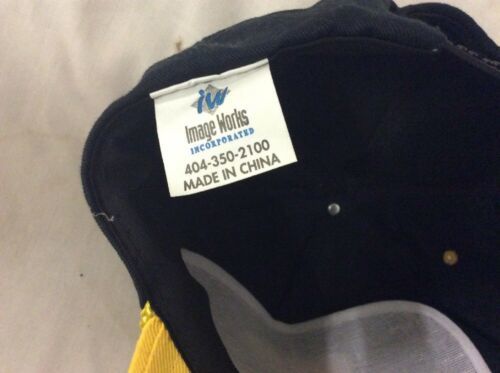 iw
Image Works
INCORPORATED
404-350-2100
MADE IN CHINA